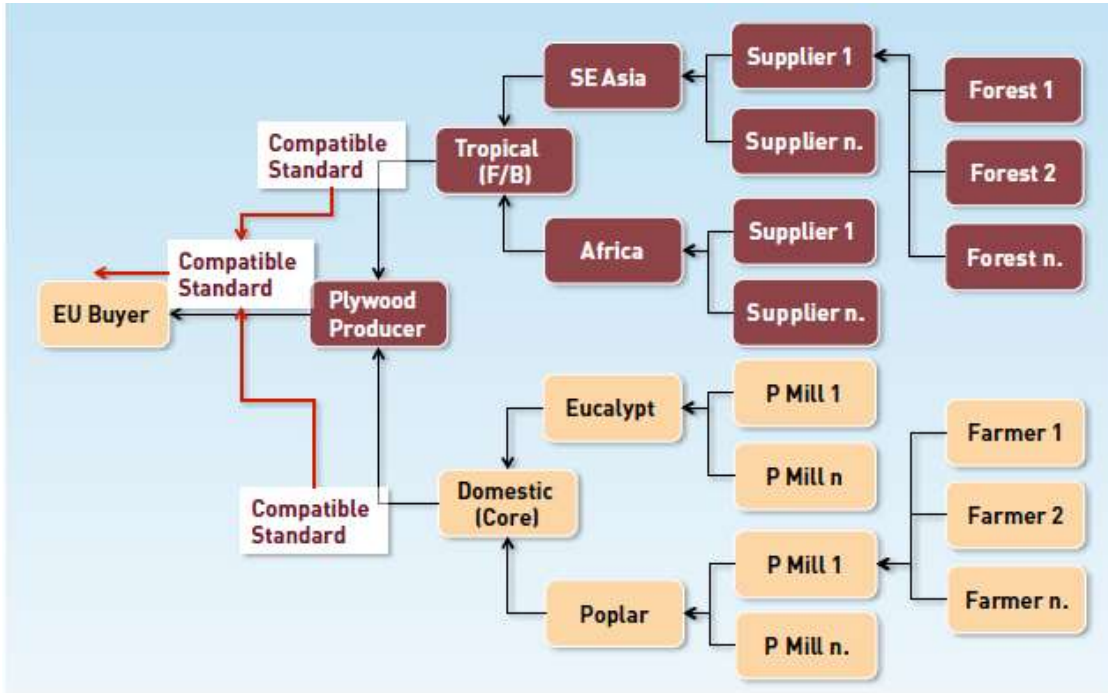 Supplier 1
SE Asia
Forest 1
Compatible
Standard
Tropical
(F/B)
Supplier n.
Forest 2
Supplier 1
Africa
Forest n.
Compatible
Standard
EU Buyer
Plywood
Producer
Supplier n.
P Mill 1
Eucalypt
Farmer 1
P Mill n
Domestic
(Core)
Compatible
Standard
Farmer 2
P Mill 1
Poplar
Farmer n.
P Mill n.